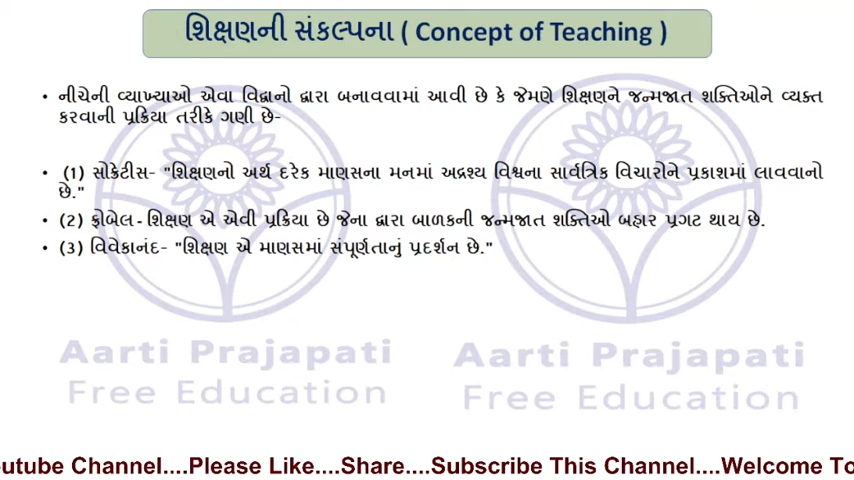 શિક્ષણની સંકલ્પના ( Concept of Teaching )
• નીચેની વ્યાખ્યાઓ એવા વિદ્વાનો દ્વારા બનાવવામાં આવી છે કે જેમણે શિક્ષણને જન્મજાત શક્તિઓને વ્યક્ત
કરવાની પ્રક્રિયા તરીકે ગણી છે-
• (1) સોક્રેટીસ- "શિક્ષણનો અર્થ દરેક માણસના મનમાં અદ્રશ્ય વિશ્વના સાર્વત્રિક વિચારોને પ્રકાશમાં લાવવાનો
છે."
• (2) ફ્રોબેલ - શિક્ષણ એ એવી પ્રક્રિયા છે જેના દ્વારા બાળકની જન્મજાત શક્તિઓ બહાર પ્રગટ થાય છે.
• (3) વિવેકાનંદ- "શિક્ષણ એ માણસમાં સંપૂર્ણતાનું પ્રદર્શન છે."
Aarti Prajapati
Free Education
Aarti Prajapati
Free Education
utube Channel....Please Like....Share....Subscribe This Channel....Welcome To